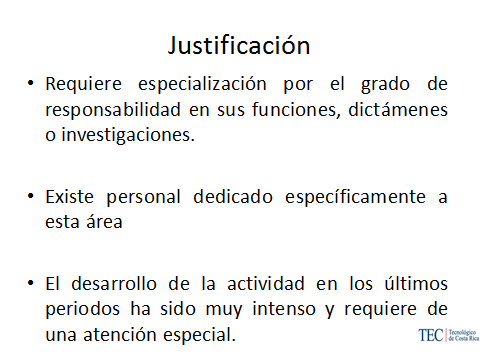 Justificación
• Requiere especialización por el grado de
responsabilidad en sus funciones, dictámenes
o investigaciones.
• Existe personal dedicado específicamente a
esta área
• El desarrollo de la actividad en los últimos
periodos ha sido muy intenso y requiere de
una atención especial.
TEC | Tecnológico
de Costa Rica